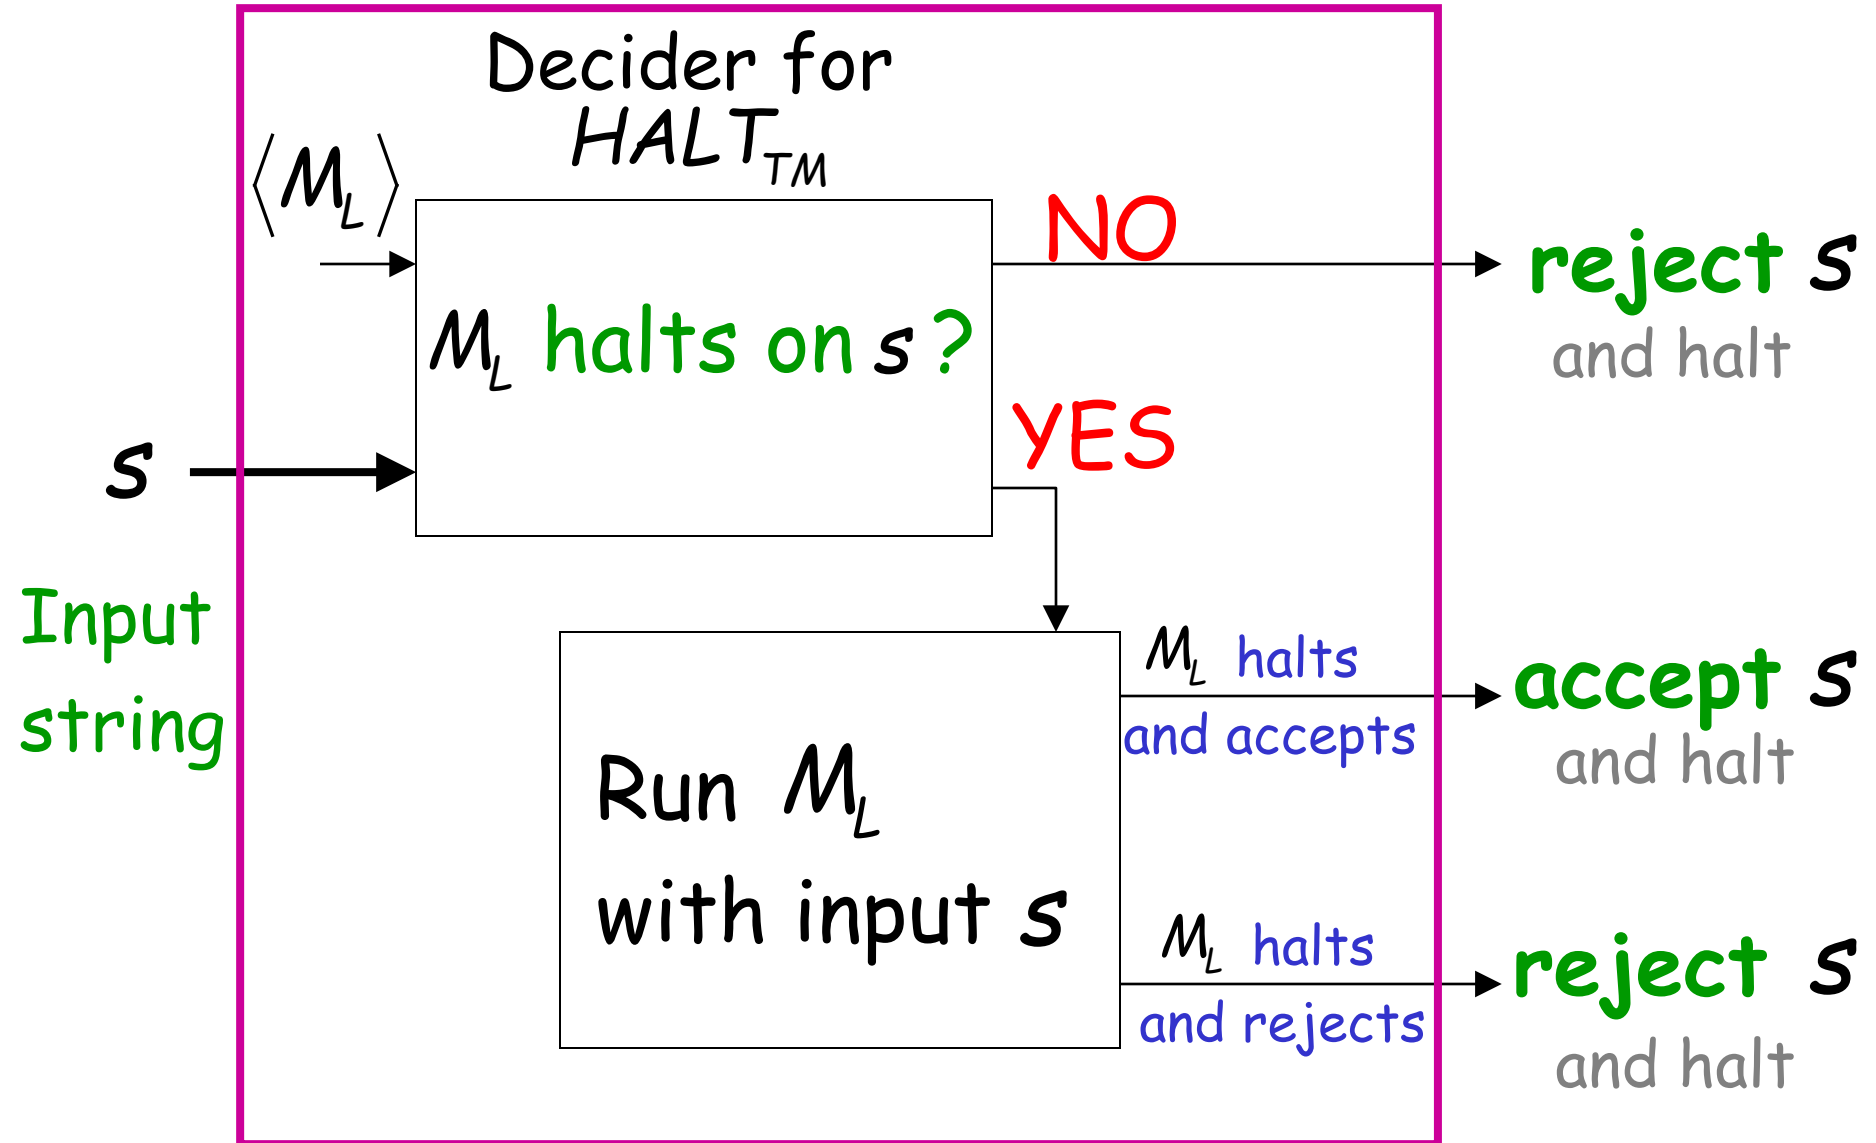 Decider for
HALT_TM
⟨M_L⟩
NO
reject s
and halt
M_L halts on s ?
YES
s
Input
string
M_L halts
and accepts
accept s
and halt
Run M_L
with input s
M_L halts
and rejects
reject s
and halt